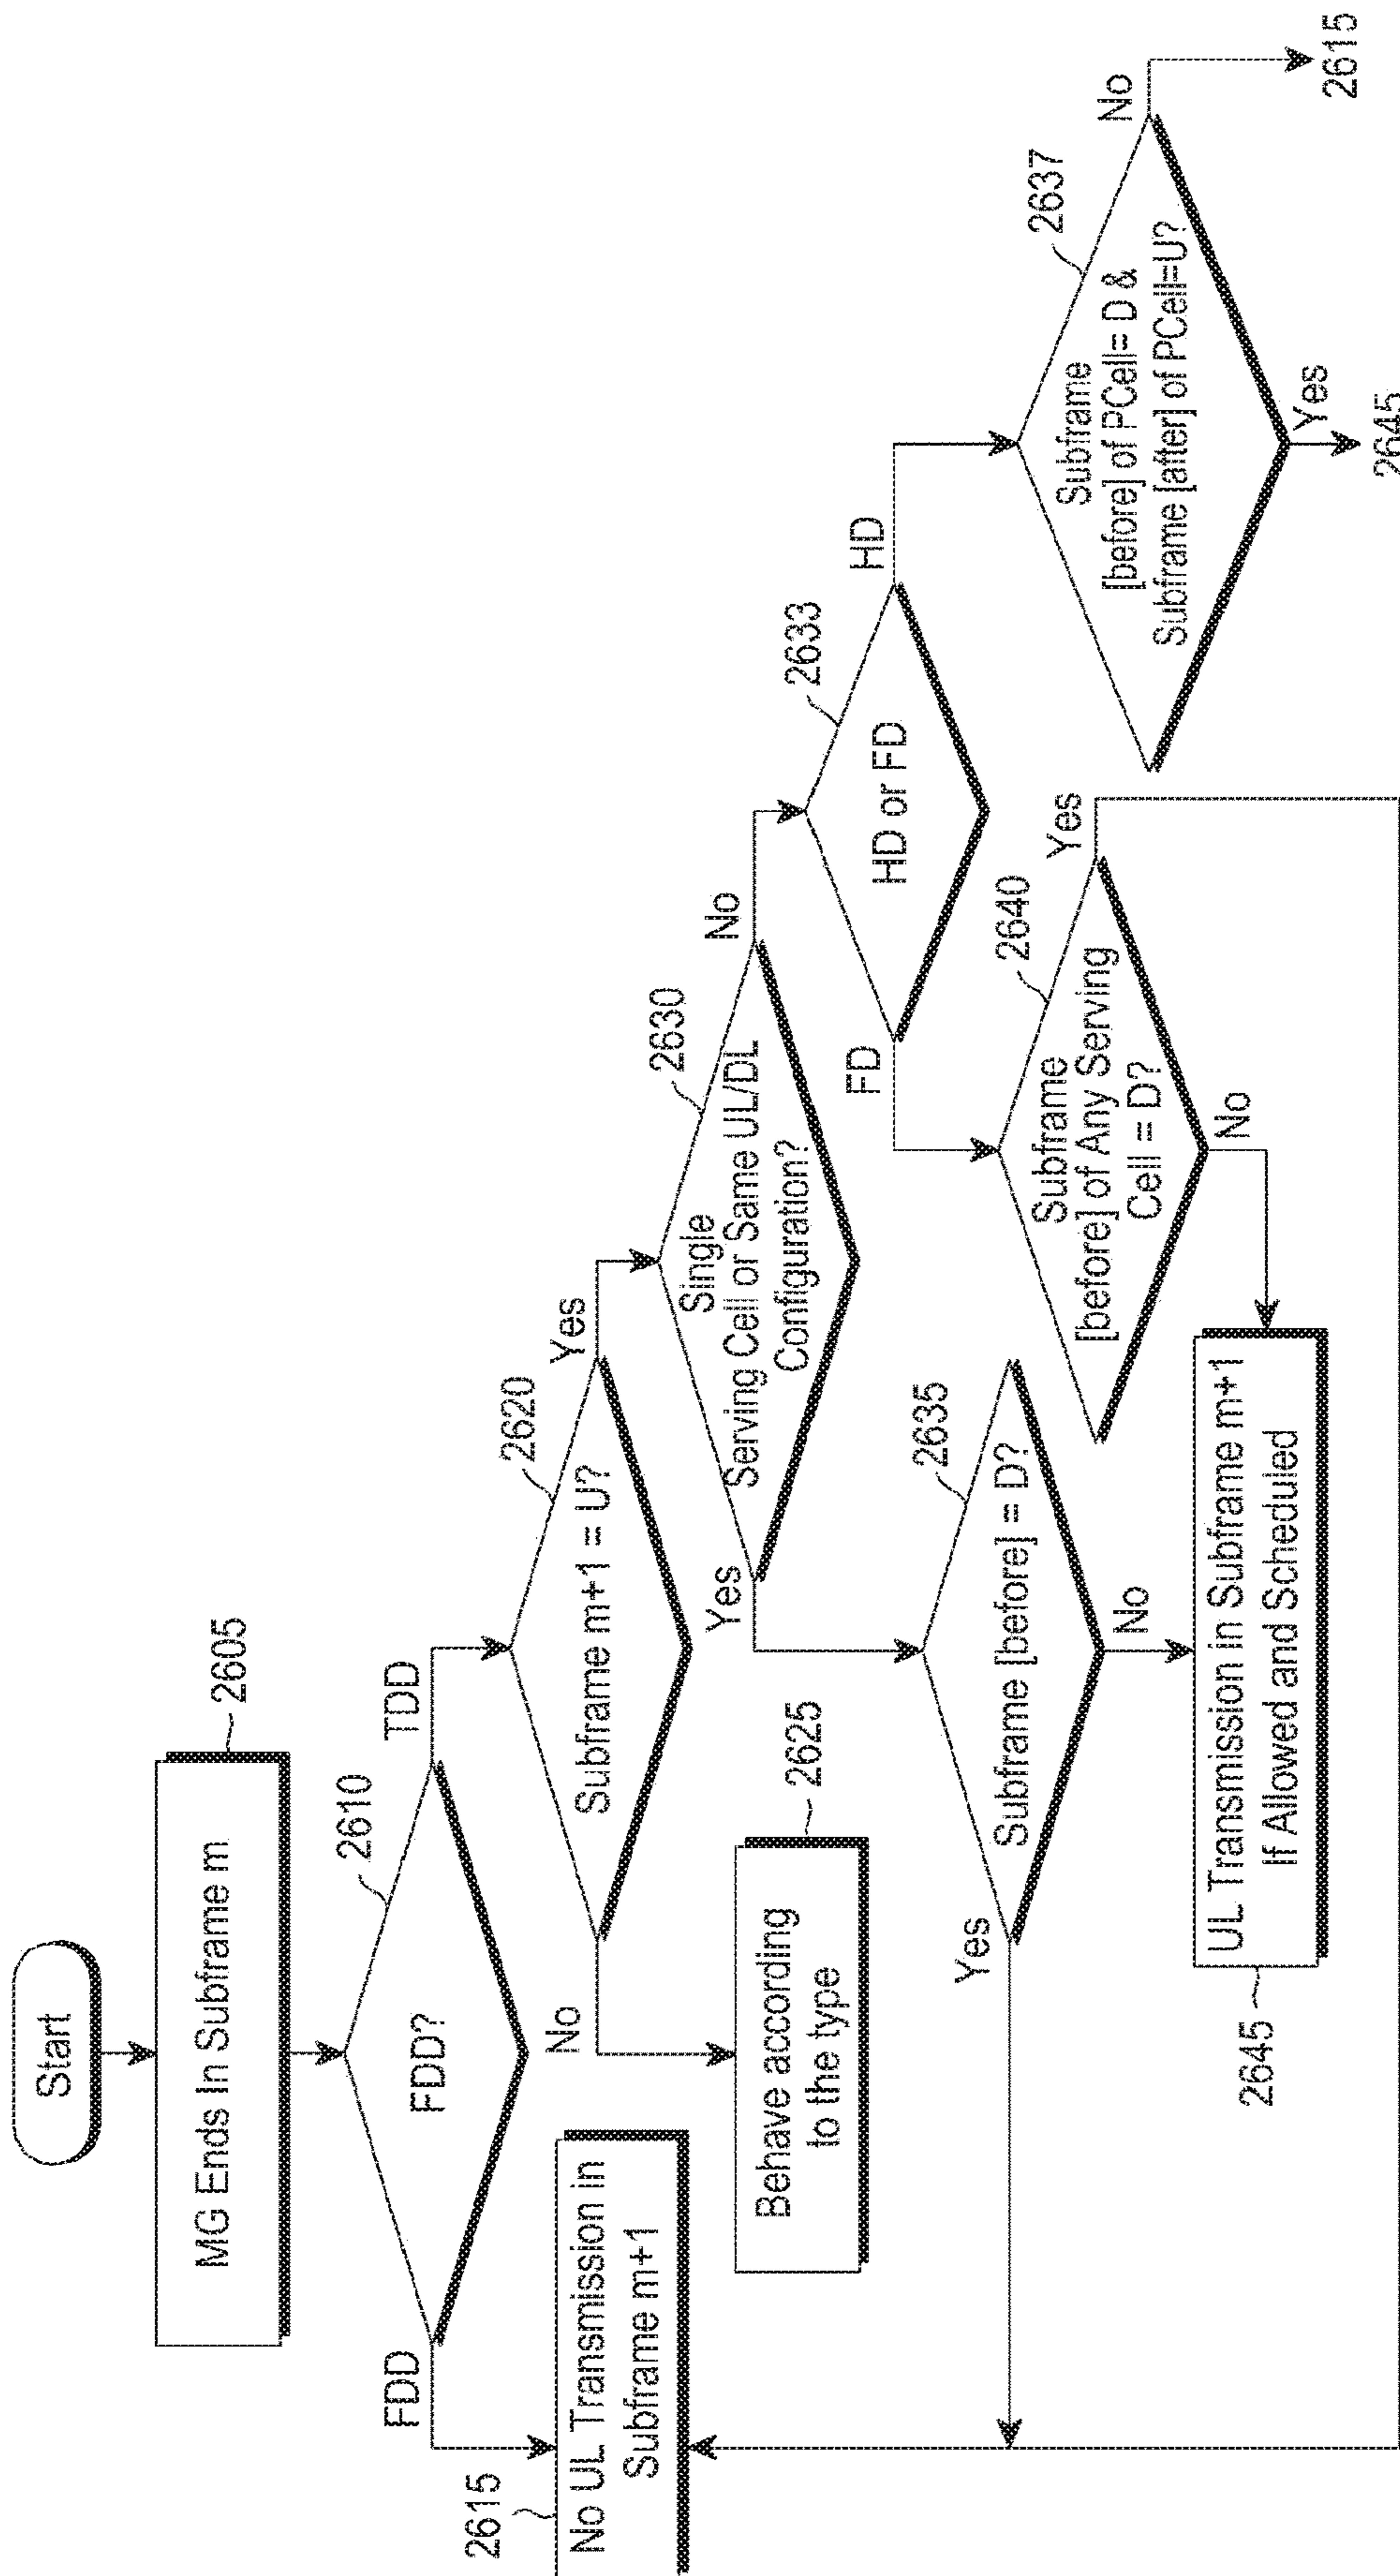 Start
MG Ends In Subframe m
2605
FDD?
2610
FDD
TDD
2615
No UL Transmission in
Subframe m+1
Subframe m+1 = U?
2620
No
Yes
Behave according
to the type
2625
Single
Serving Cell or Same UL/DL
Configuration?
2630
Yes
No
Subframe [before] = D?
2635
Yes
No
HD or FD
2633
FD
HD
Subframe
[before] of Any Serving
Cell = D?
2640
Yes
No
Subframe
[before] of PCell= D &
Subframe [after] of PCell=U?
2637
No
2615
Yes
2645
UL Transmission in Subframe m+1
If Allowed and Scheduled
2645